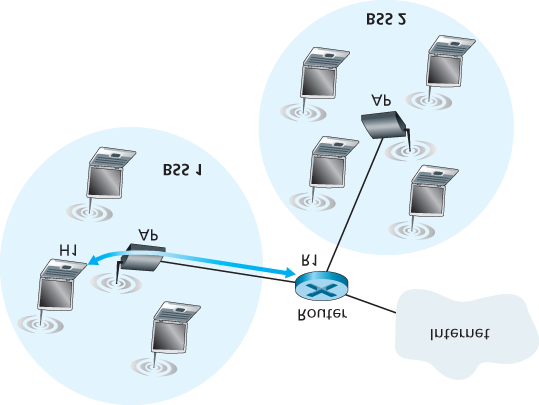 BSS 2
AP
BSS 1
AP
H1
R1
Router
Internet